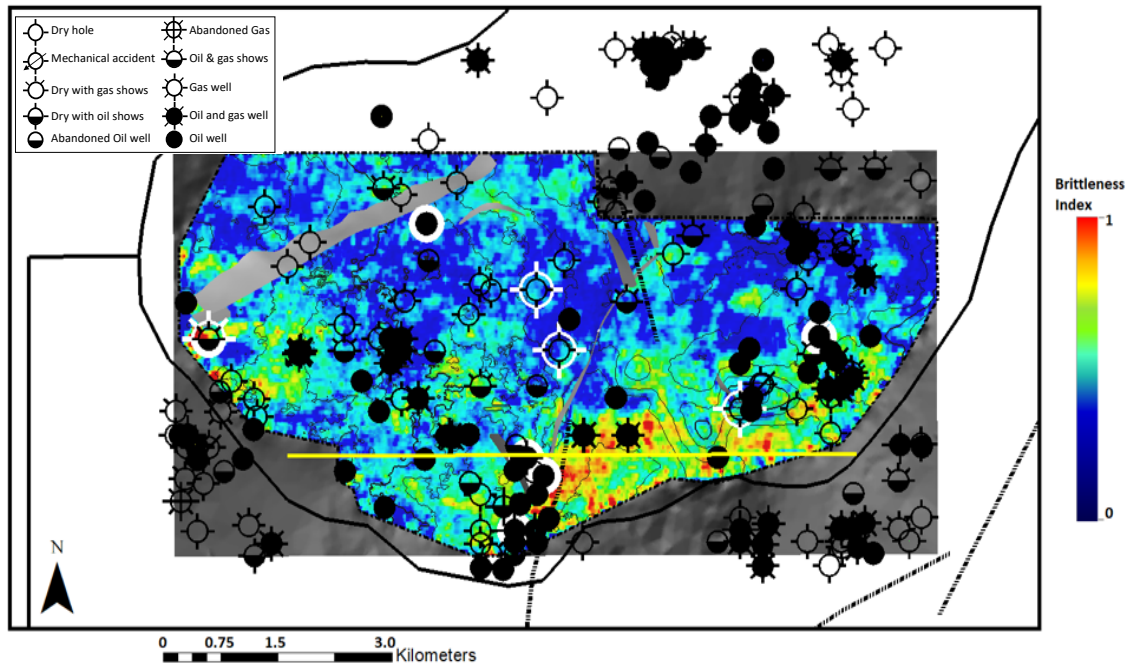 Dry hole
Abandoned Gas
Mechanical accident
Oil & gas shows
Dry with gas shows
Gas well
Dry with oil shows
Oil and gas well
Abandoned Oil well
Oil well
Brittleness
Index
1
0
N
0 0.75 1.5 3.0
Kilometers